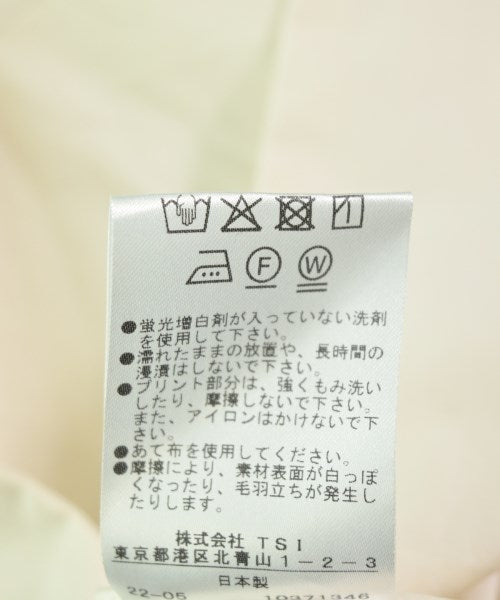 F W
●蛍光増白剤が入っていない洗剤
を使用して下さい。
●濡れたままの放置や、長時間の
浸漬はしないで下さい。
●プリント部分は、強くもみ洗い
したり、摩擦しないで下さい。
また、アイロンはかけないで下
さい。
●あて布を使用してください。
●摩擦により、素材表面が白っぽ
くなったり、毛羽立ちが発生し
たりします。
株式会社 TSI
東京都港区北青山1-2-3
日本製
22-05 10371346